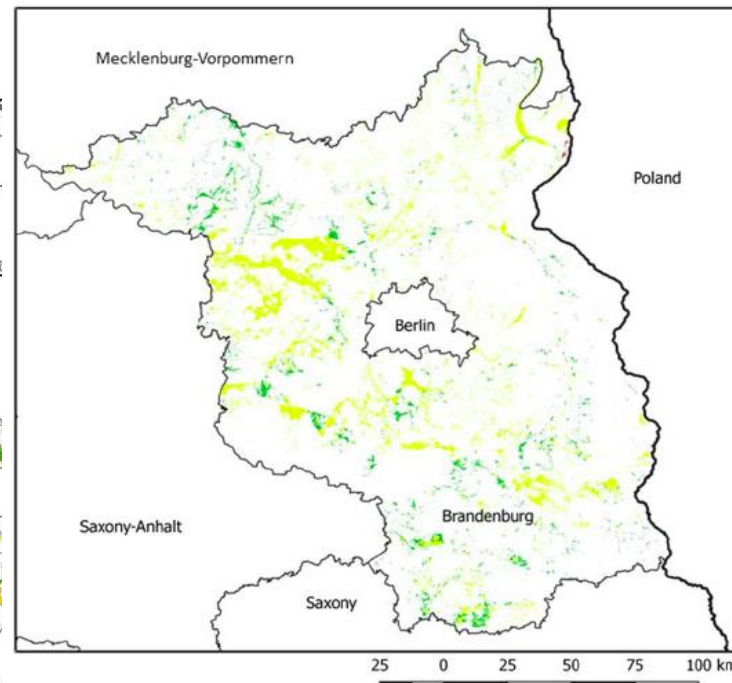 Mecklenburg-Vorpommern
Poland
Berlin
Brandenburg
Saxony-Anhalt
Saxony
25 0 25 50 75 100 km